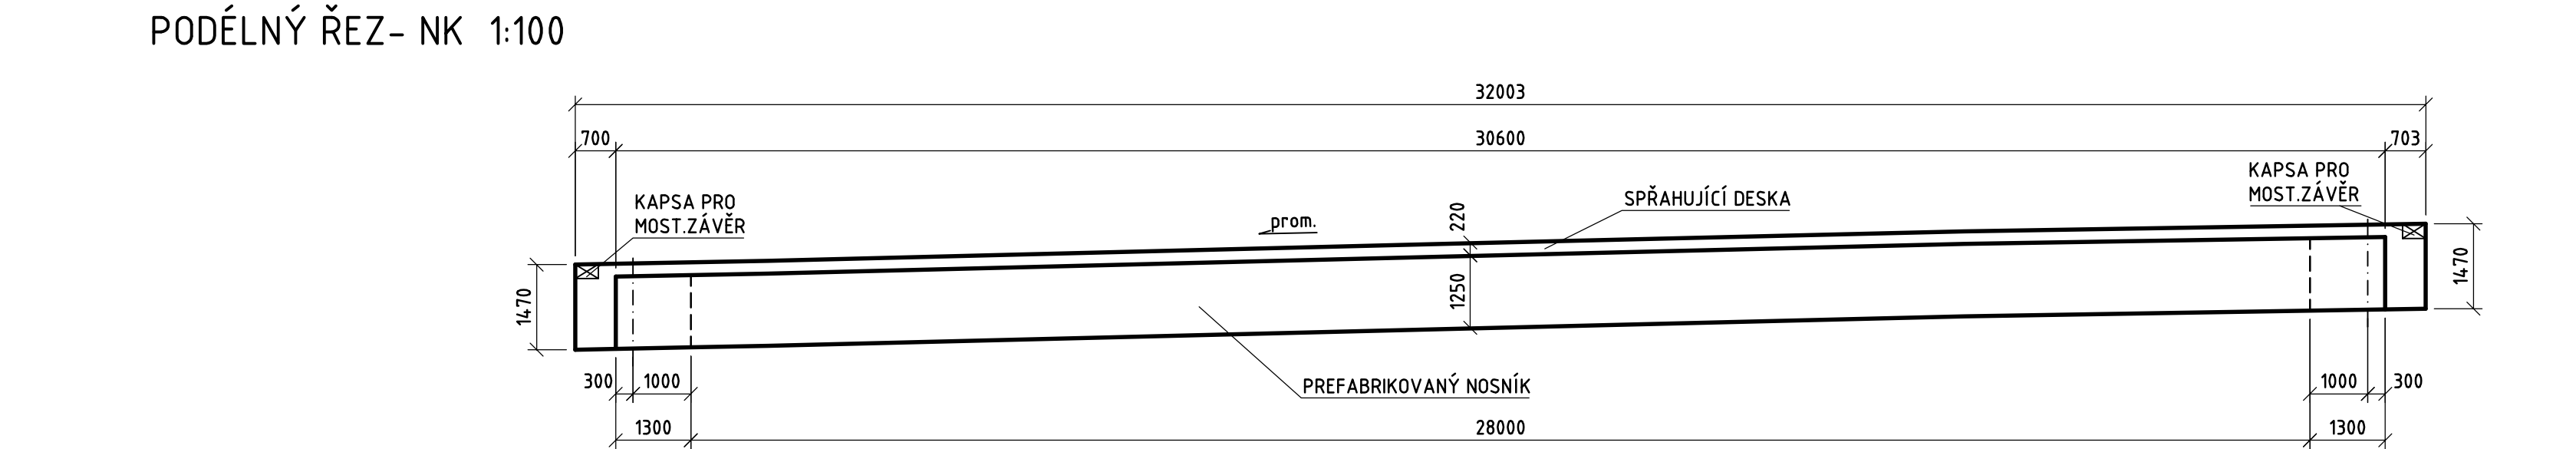 PODÉLNÝ ŘEZ- NK 1:100
32003
700
30600
703
KAPSA PRO
MOST.ZÁVĚR
prom.
220
SPŘAHUJÍCÍ DESKA
KAPSA PRO
MOST.ZÁVĚR
1470
1250
1470
300
1000
PREFABRIKOVANÝ NOSNÍK
1000
300
1300
28000
1300